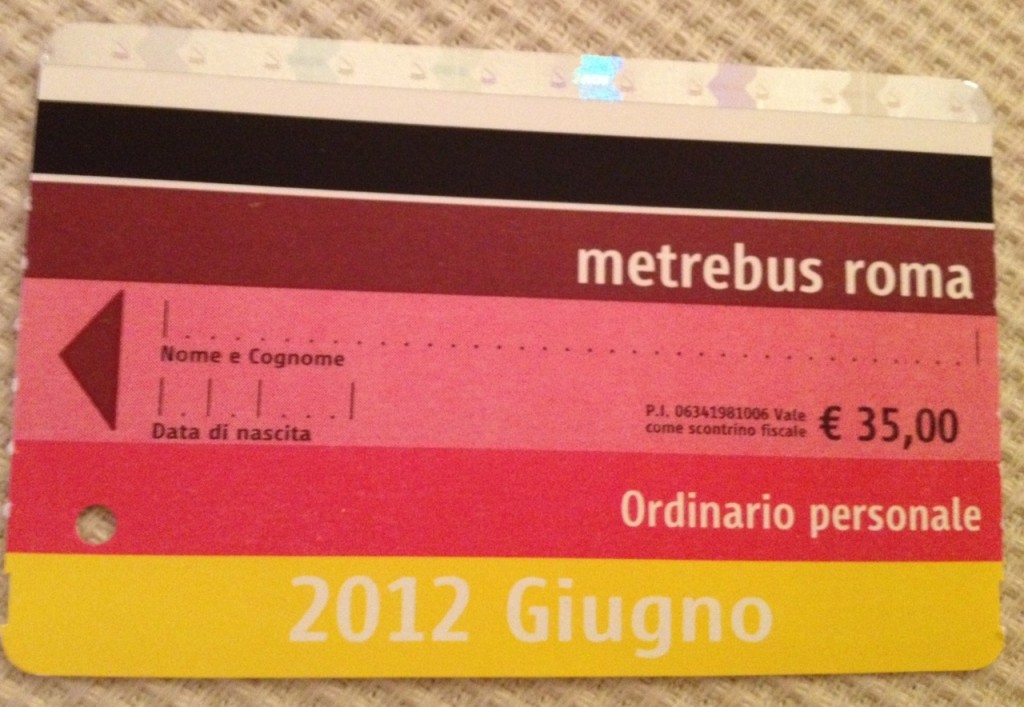 metrebus roma
Nome e Cognome
Data di nascita
P.I. 06341981006 Vale
come scontrino fiscale
€ 35,00
Ordinario personale
2012 Giugno